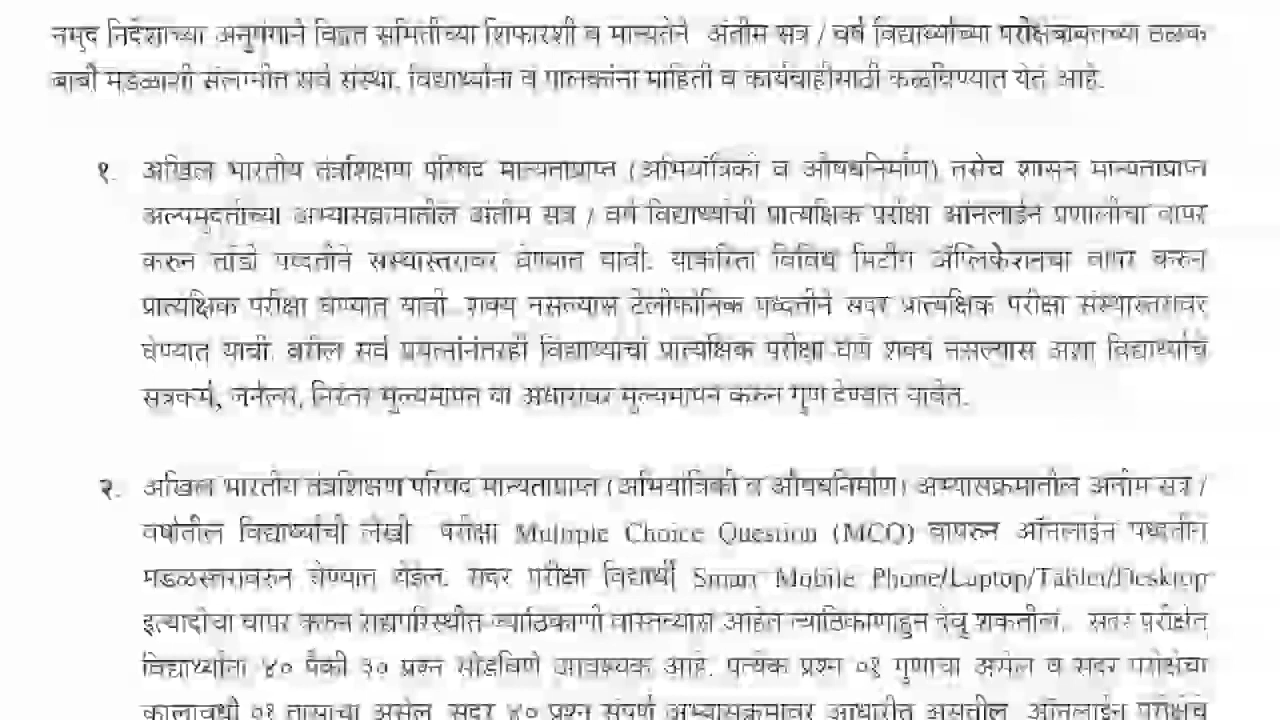 नमूद निर्देशाच्या अनुषंगाने विद्वत समितीच्या शिफारशी व मान्यतेने अंतीम सत्र / वर्ष विद्यार्थ्यांच्या परीक्षेबाबतच्या ठळक
बाबी मंडळाशी संलग्नीत सर्व संस्था, विद्यार्थ्यांना व पालकांना माहिती व कार्यवाहीसाठी कळविण्यात येत आहे.
१. अखिल भारतीय तंत्रशिक्षण परिषद मान्यताप्राप्त (अभियांत्रिकी व औषधनिर्माण) तसेच शासन मान्यताप्राप्त
अल्पमुदतीच्या अभ्यासक्रमातील अंतीम सत्र / वर्ष विद्यार्थ्यांची प्रात्यक्षिक परीक्षा ऑनलाईन प्रणालीचा वापर
करुन तोंडी पध्दतीने संस्थास्तरावर घेण्यात यावी. याकरिता विविध मिटींग ॲप्लिकेशनचा वापर करुन
प्रात्यक्षिक परीक्षा घेण्यात यावी. शक्य नसल्यास टेलीफोनिक पध्दतीने सदर प्रात्यक्षिक परीक्षा संस्थास्तरावर
घेण्यात यावी. वरील सर्व प्रयत्नांनंतरही विद्यार्थ्यांची प्रात्यक्षिक परीक्षा घेणे शक्य नसल्यास अशा विद्यार्थ्यांचे
सत्रकर्म, जर्नल्स, निरंतर मुल्यमापन या आधारावर मुल्यमापन करुन गुण देण्यात यावेत.
२. अखिल भारतीय तंत्रशिक्षण परिषद मान्यताप्राप्त (अभियांत्रिकी व औषधनिर्माण) अभ्यासक्रमातील अंतीम सत्र /
वर्षातील विद्यार्थ्यांची लेखी परीक्षा Multiple Choice Question (MCQ) वापरुन ऑनलाईन पध्दतीने
मंडळस्तरावरुन घेण्यात येईल. सदर परीक्षा विद्यार्थी Smart Mobile Phone/Laptop/Tablet/Desktop
इत्यादीचा वापर करुन सद्यपरिस्थीत ज्याठिकाणी वास्तव्यास आहेत त्याठिकाणाहुन देवू शकतील. सदर परीक्षेत
विद्यार्थ्यांना ४० पैकी ३० प्रश्न सोडविणे आवश्यक आहे. प्रत्येक प्रश्न ०१ गुणाचा असेल व सदर परीक्षेचा
कालावधी ०१ तासाचा असेल. सदर ४० प्रश्न संपूर्ण अभ्यासक्रमावर आधारीत असतील. ऑनलाईन परीक्षेचे